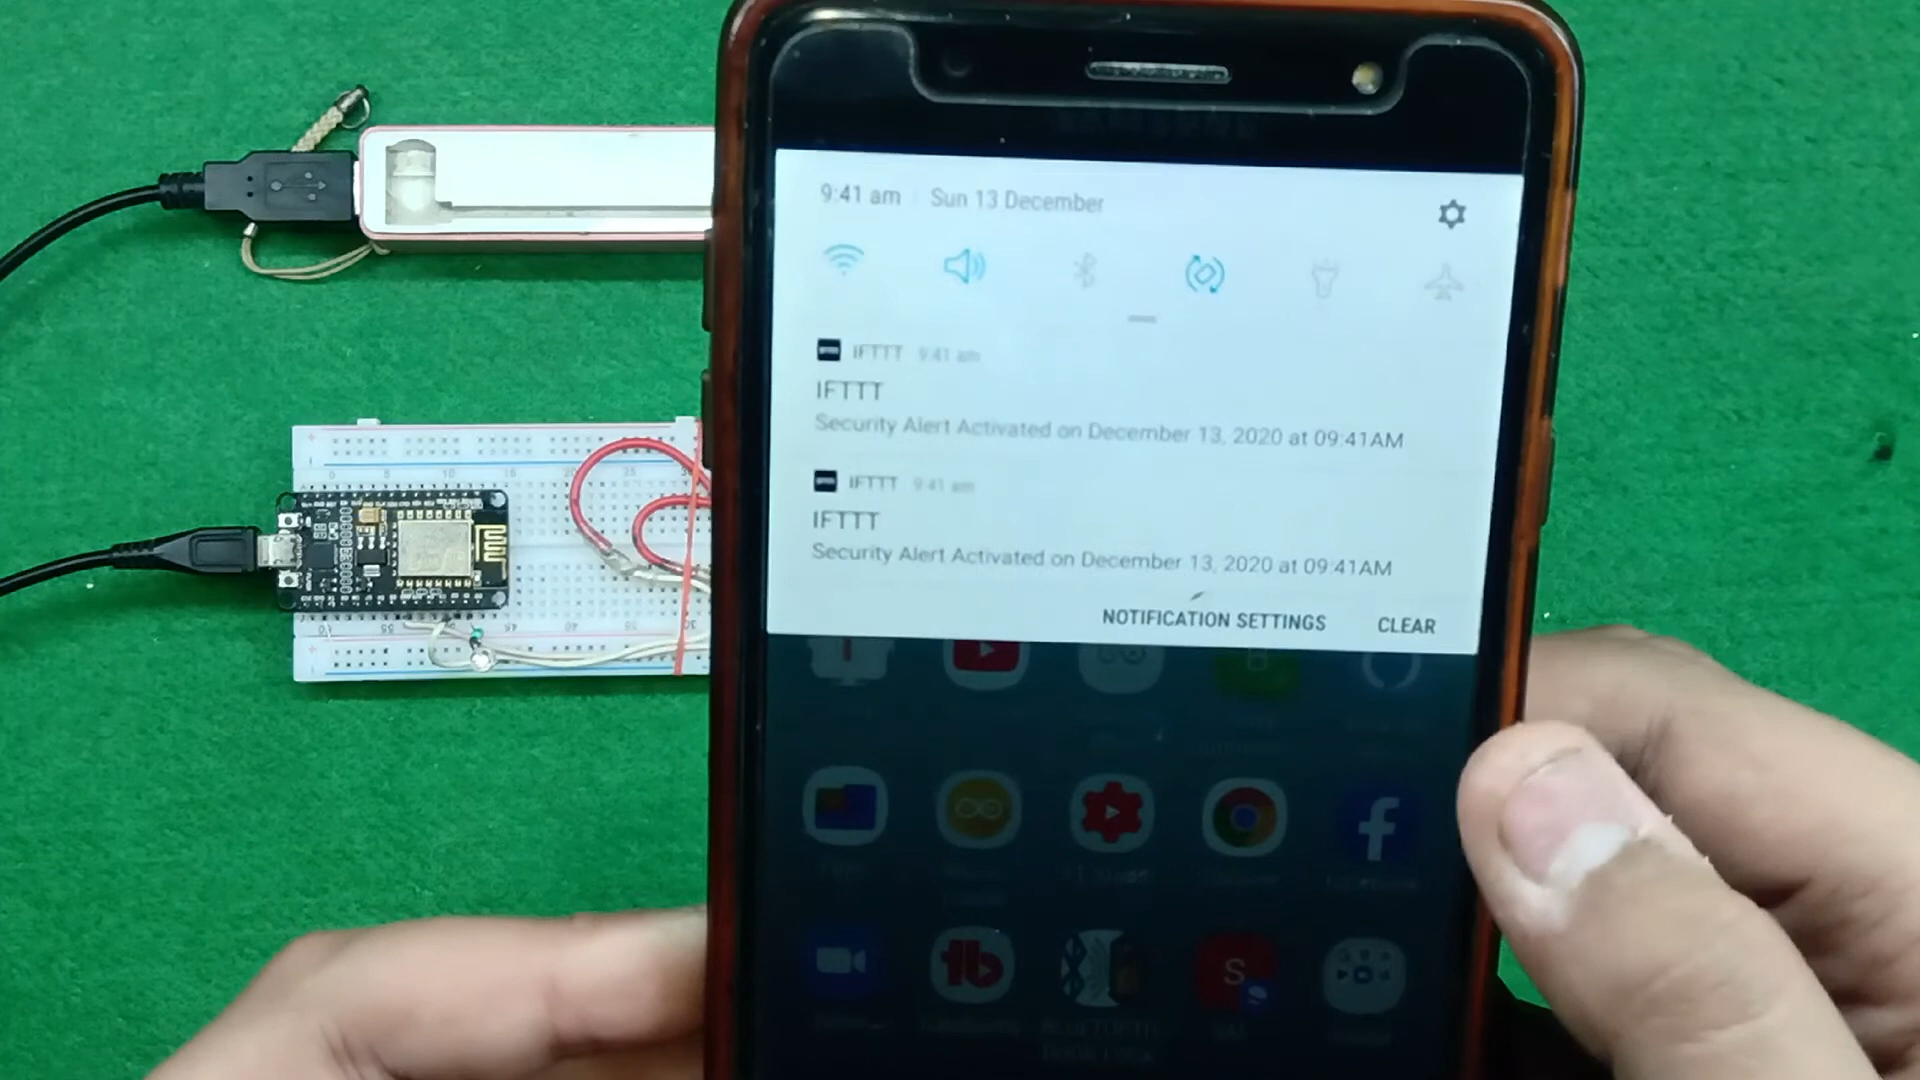 SAMSUNG
9:41 am Sun 13 December
IFTTT 9:41 am
IFTTT
Security Alert Activated on December 13, 2020 at 09:41AM
IFTTT 9:41 am
IFTTT
Security Alert Activated on December 13, 2020 at 09:41AM
NOTIFICATION SETTINGS CLEAR